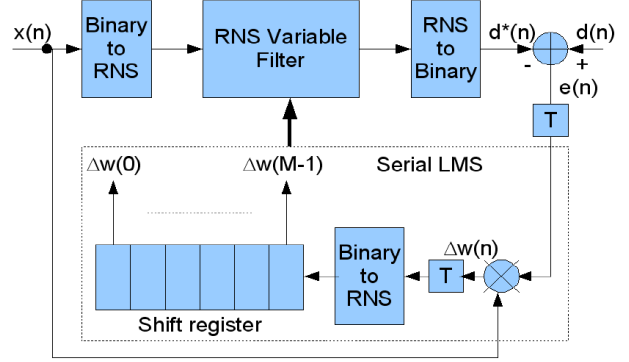 x(n)
Binary
to
RNS
RNS Variable
Filter
RNS
to
Binary
d*(n)
d(n)
-
+
e(n)
T
Δw(0)
Δw(M-1)
Serial LMS
Binary
to
RNS
Δw(n)
T
Shift register